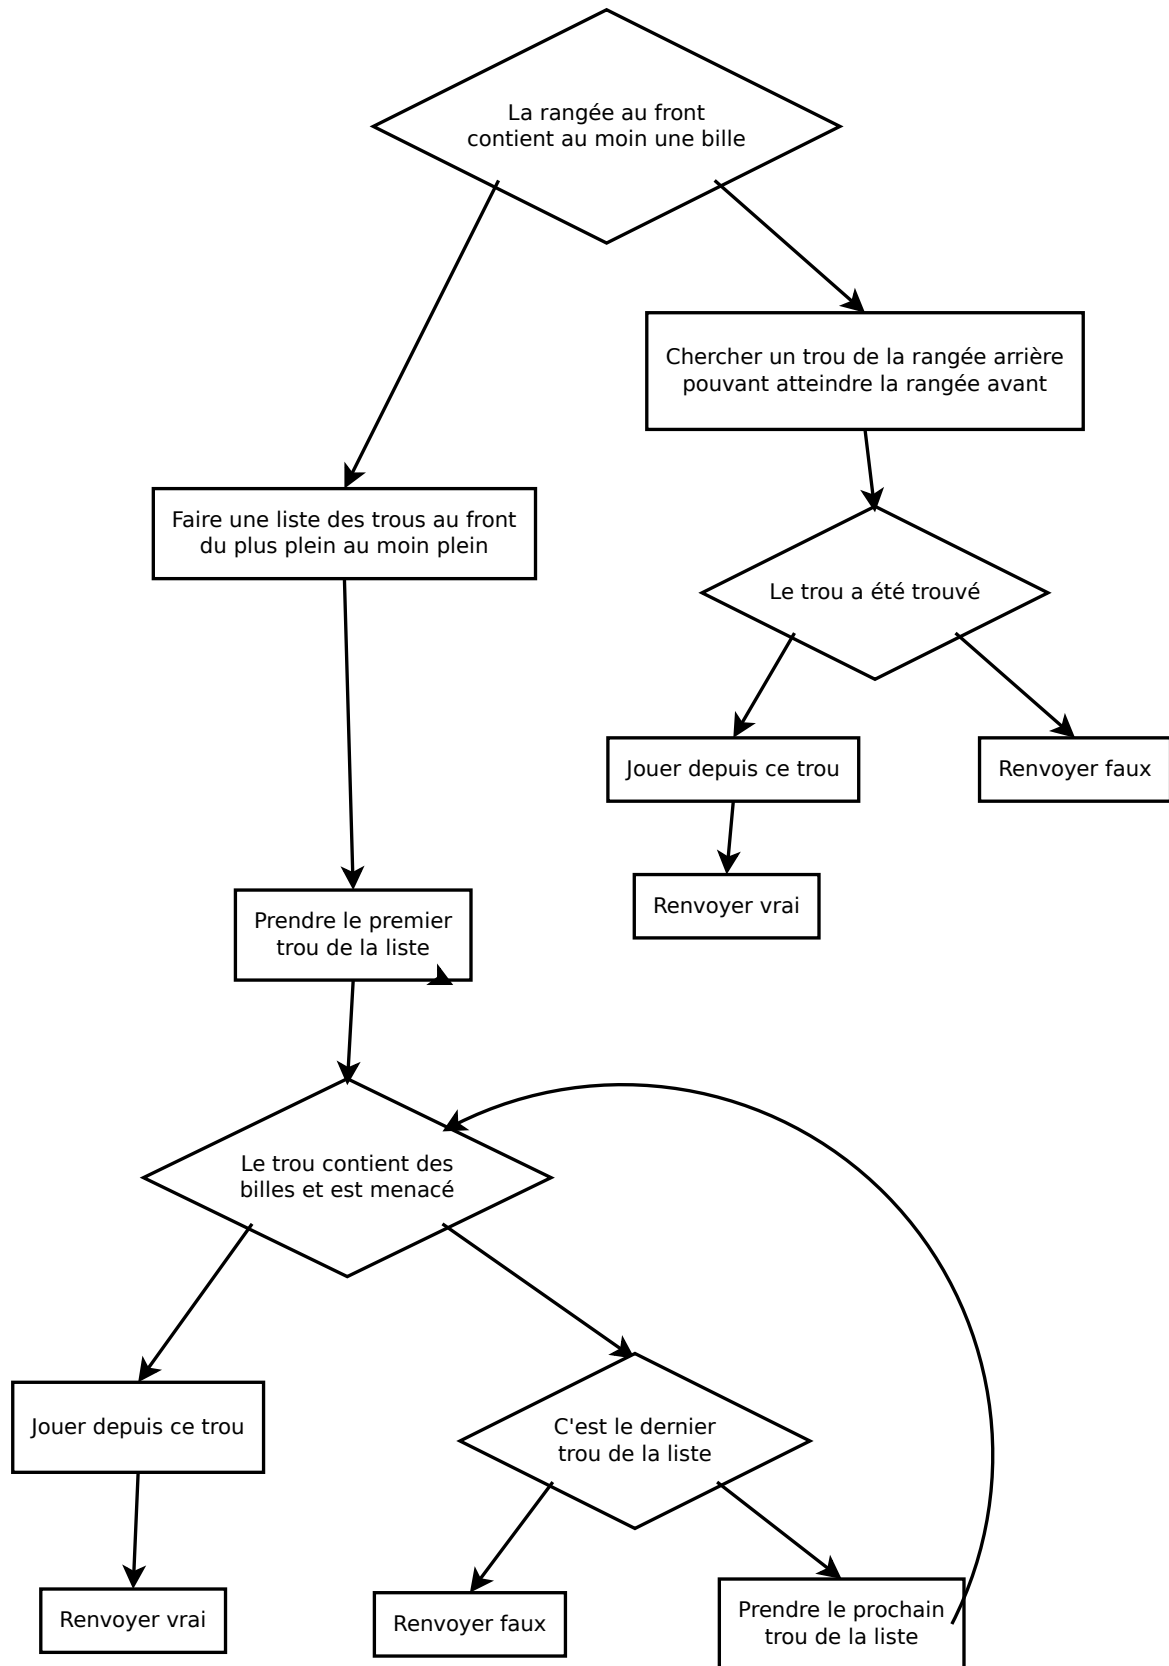 La rangée au front
contient au moin une bille
Chercher un trou de la rangée arrière
pouvant atteindre la rangée avant
Faire une liste des trous au front
du plus plein au moin plein
Le trou a été trouvé
Jouer depuis ce trou
Renvoyer faux
Renvoyer vrai
Prendre le premier
trou de la liste
Le trou contient des
billes et est menacé
Jouer depuis ce trou
C'est le dernier
trou de la liste
Renvoyer vrai
Renvoyer faux
Prendre le prochain
trou de la liste